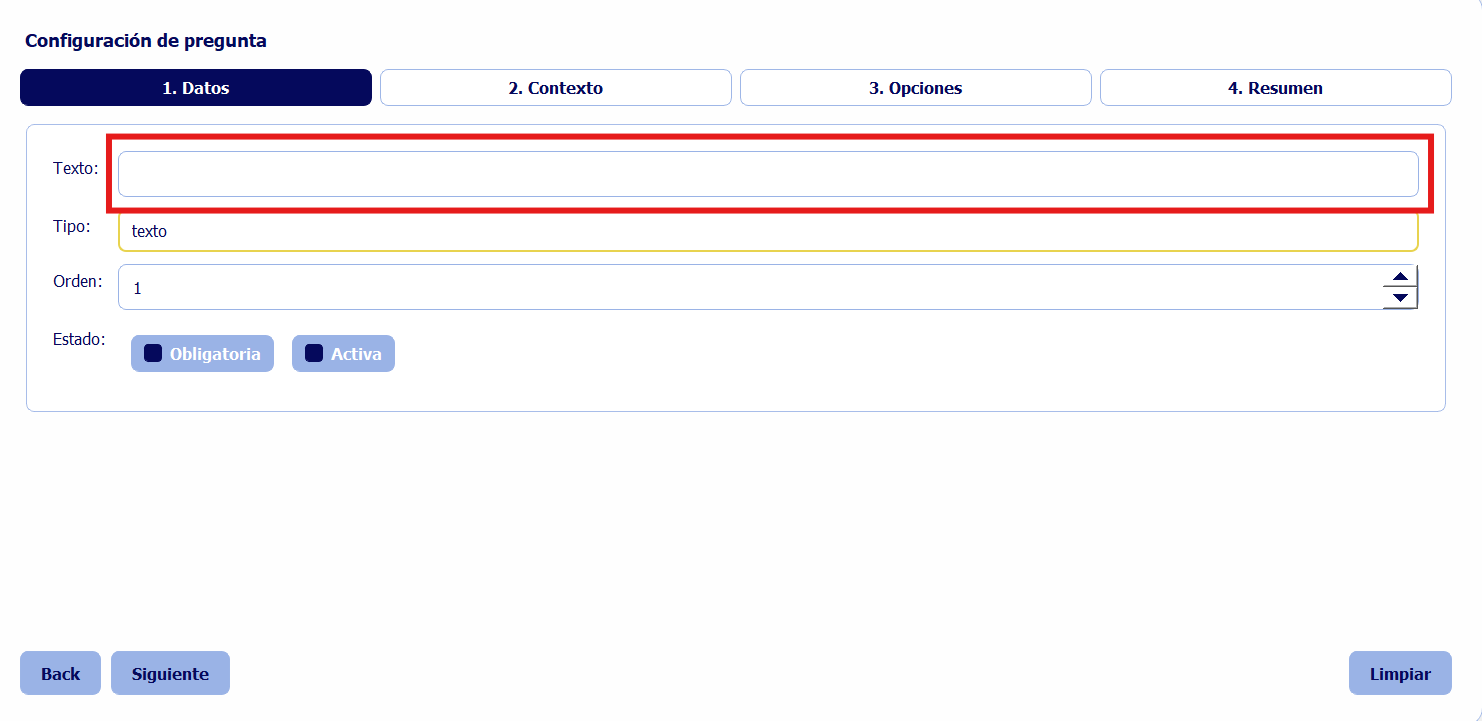 Configuración de pregunta
1. Datos 2. Contexto 3. Opciones 4. Resumen
Texto:
Tipo: texto
Orden: 1
Estado: Obligatoria Activa
Back Siguiente Limpiar